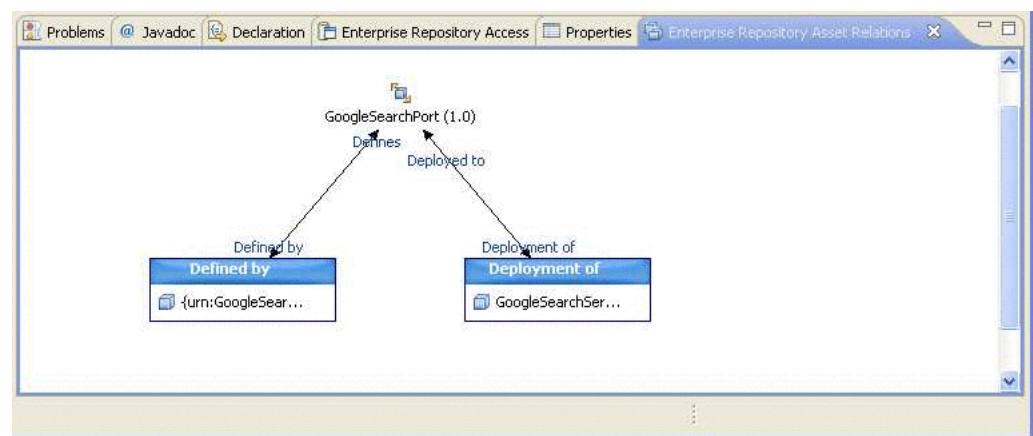 Problems @ Javadoc Declaration Enterprise Repository Access Properties Enterprise Repository Asset Relations
GoogleSearchPort (1.0)
Defines
Deployed to
Defined by Deployment of
Defined by Deployment of
{urn:GoogleSear... GoogleSearchSer...